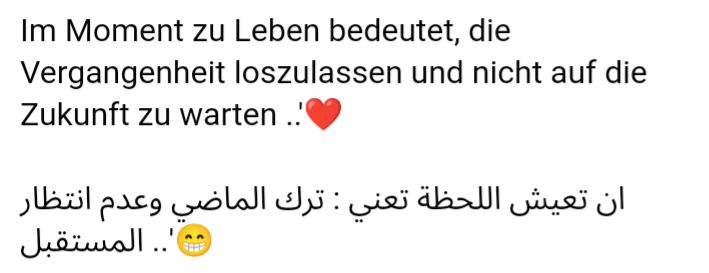 Im Moment zu Leben bedeutet, die
Vergangenheit loszulassen und nicht auf die
Zukunft zu warten ..'❤️
ان تعيش اللحظة تعني : ترك الماضي وعدم انتظار
المستقبل ..'😁